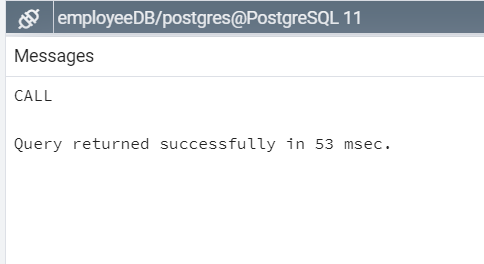 employeeDB/postgres@PostgreSQL 11
Messages
CALL
Query returned successfully in 53 msec.